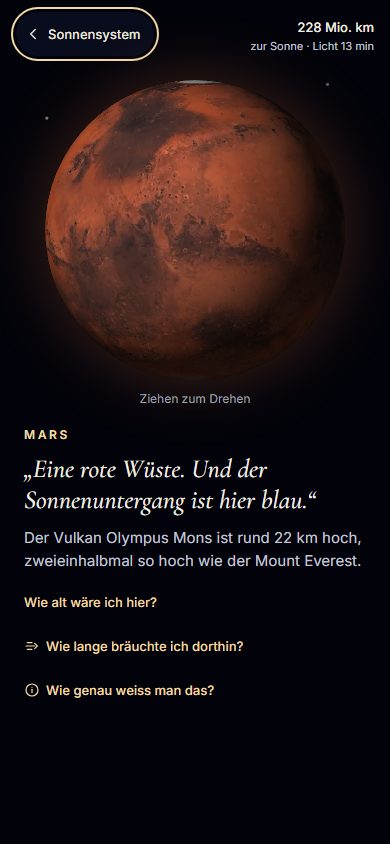 Sonnensystem
228 Mio. km
zur Sonne · Licht 13 min
Ziehen zum Drehen
MARS
„Eine rote Wüste. Und der
Sonnenuntergang ist hier blau.“
Der Vulkan Olympus Mons ist rund 22 km hoch,
zweieinhalbmal so hoch wie der Mount Everest.
Wie alt wäre ich hier?
Wie lange bräuchte ich dorthin?
Wie genau weiss man das?